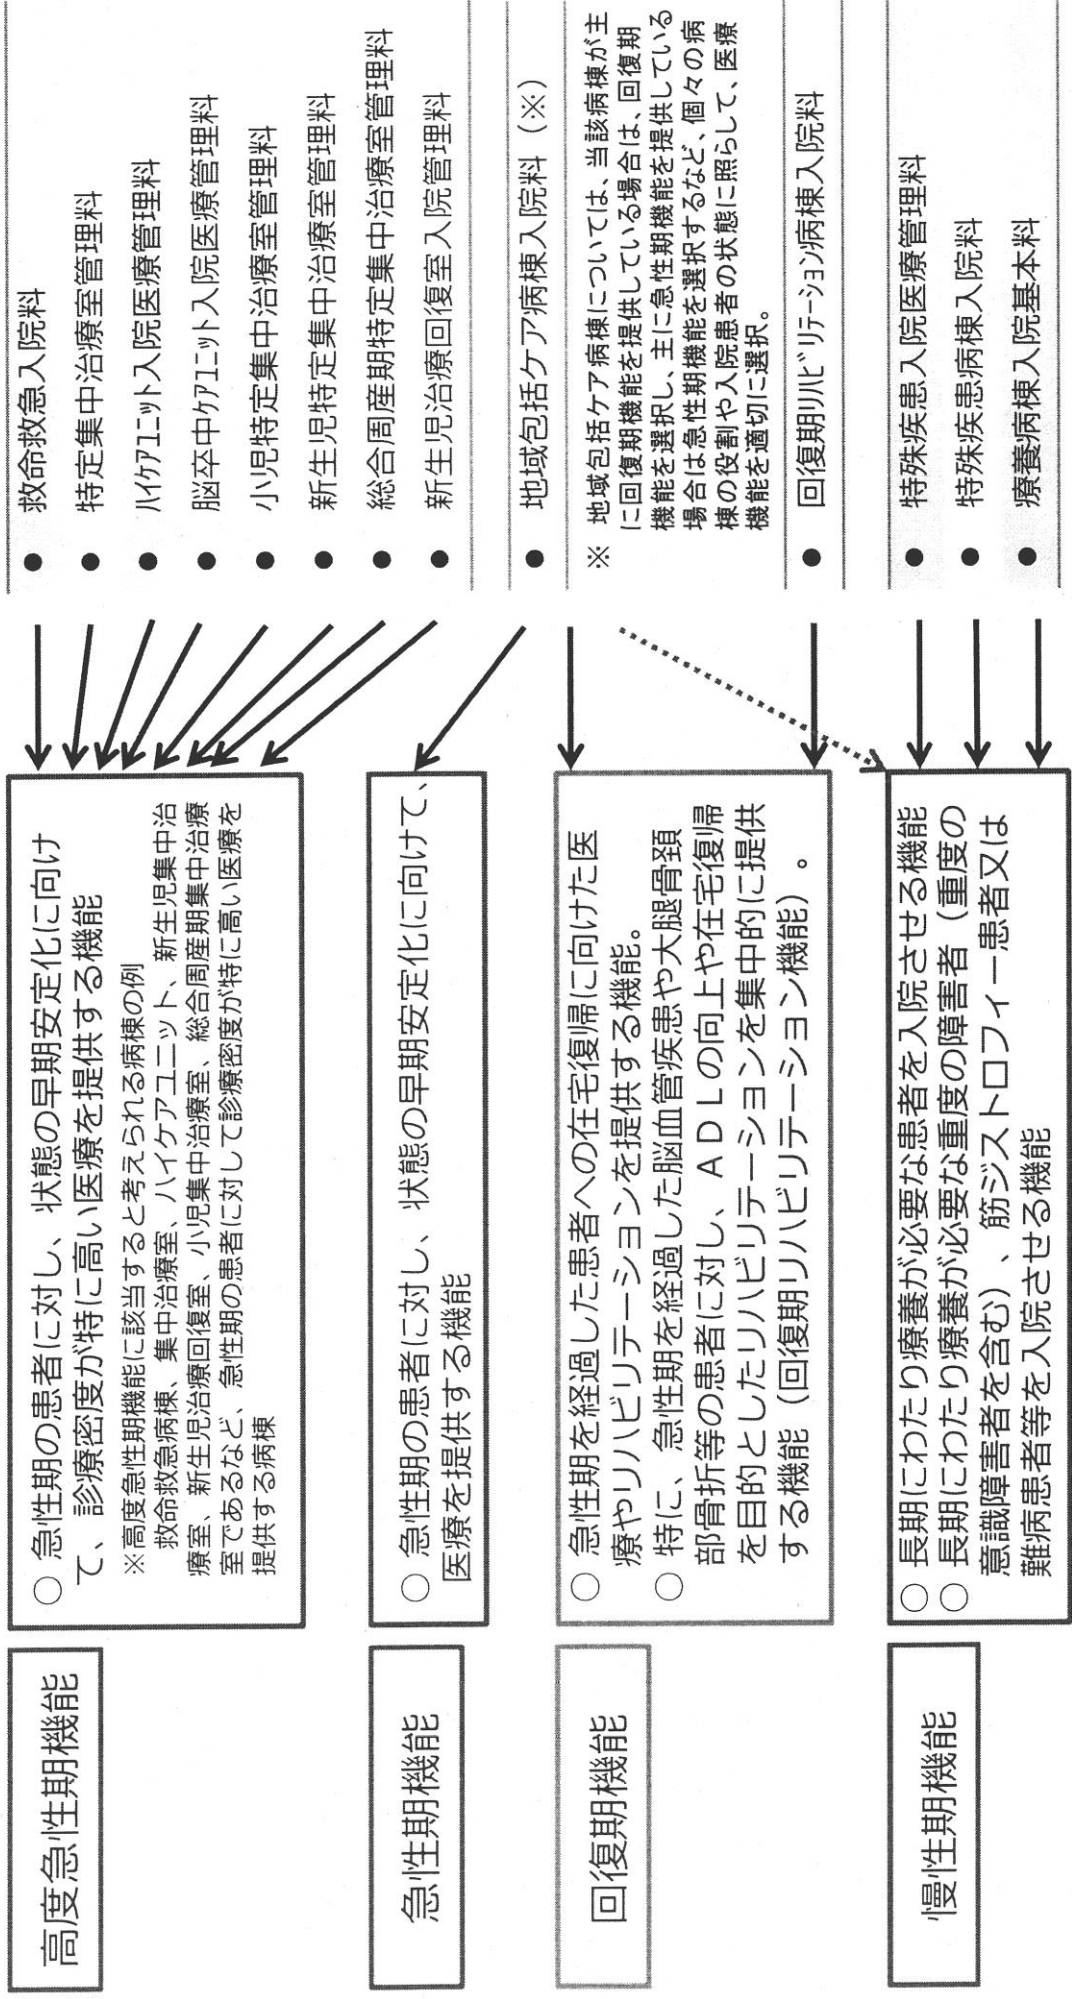 高度急性期機能
○ 急性期の患者に対し、状態の早期安定化に向け
て、診療密度が特に高い医療を提供する機能
※高度急性期機能に該当すると考えられる病棟の例
救命救急病棟、集中治療室、ハイケアユニット、新生児集中治
療室、新生児治療回復室、小児集中治療室、総合周産期集中治療
室であるなど、急性期の患者に対して診療密度が特に高い医療を
提供する病棟
● 救命救急入院料
● 特定集中治療室管理料
● ﾊｲｹｱﾕﾆｯﾄ入院医療管理料
● 脳卒中ｹｱﾕﾆｯﾄ入院医療管理料
● 小児特定集中治療室管理料
● 新生児特定集中治療室管理料
● 総合周産期特定集中治療室管理料
● 新生児治療回復室入院管理料
急性期機能
○ 急性期の患者に対し、状態の早期安定化に向けて、
医療を提供する機能
● 地域包括ケア病棟入院料（※）
※ 地域包括ケア病棟については、当該病棟が主
に回復期機能を提供している場合は、回復期
機能を選択し、主に急性期機能を提供している
場合は急性期機能を選択するなど、個々の病
棟の役割や入院患者の状態に照らして、医療
機能を適切に選択。
回復期機能
○ 急性期を経過した患者への在宅復帰に向けた医
療やリハビリテーションを提供する機能。
○ 特に、急性期を経過した脳血管疾患や大腿骨頚
部骨折等の患者に対し、ＡＤＬの向上や在宅復帰
を目的としたリハビリテーションを集中的に提供
する機能（回復期リハビリテーション機能）。
● 回復期ﾘﾊﾋﾞﾘﾃｰｼｮﾝ病棟入院料
慢性期機能
○ 長期にわたり療養が必要な患者を入院させる機能
○ 長期にわたり療養が必要な重度の障害者（重度の
意識障害者を含む）、筋ジストロフィー患者又は
難病患者等を入院させる機能
● 特殊疾患入院医療管理料
● 特殊疾患病棟入院料
● 療養病棟入院基本料